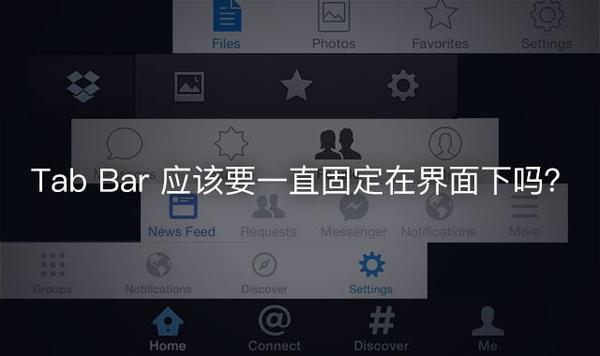 Files Photos Favorites Settings
Tab Bar 应该要一直固定在界面下吗?
News Feed Requests Messenger Notifications More
Groups Notifications Discover Settings
Home Connect Discover Me